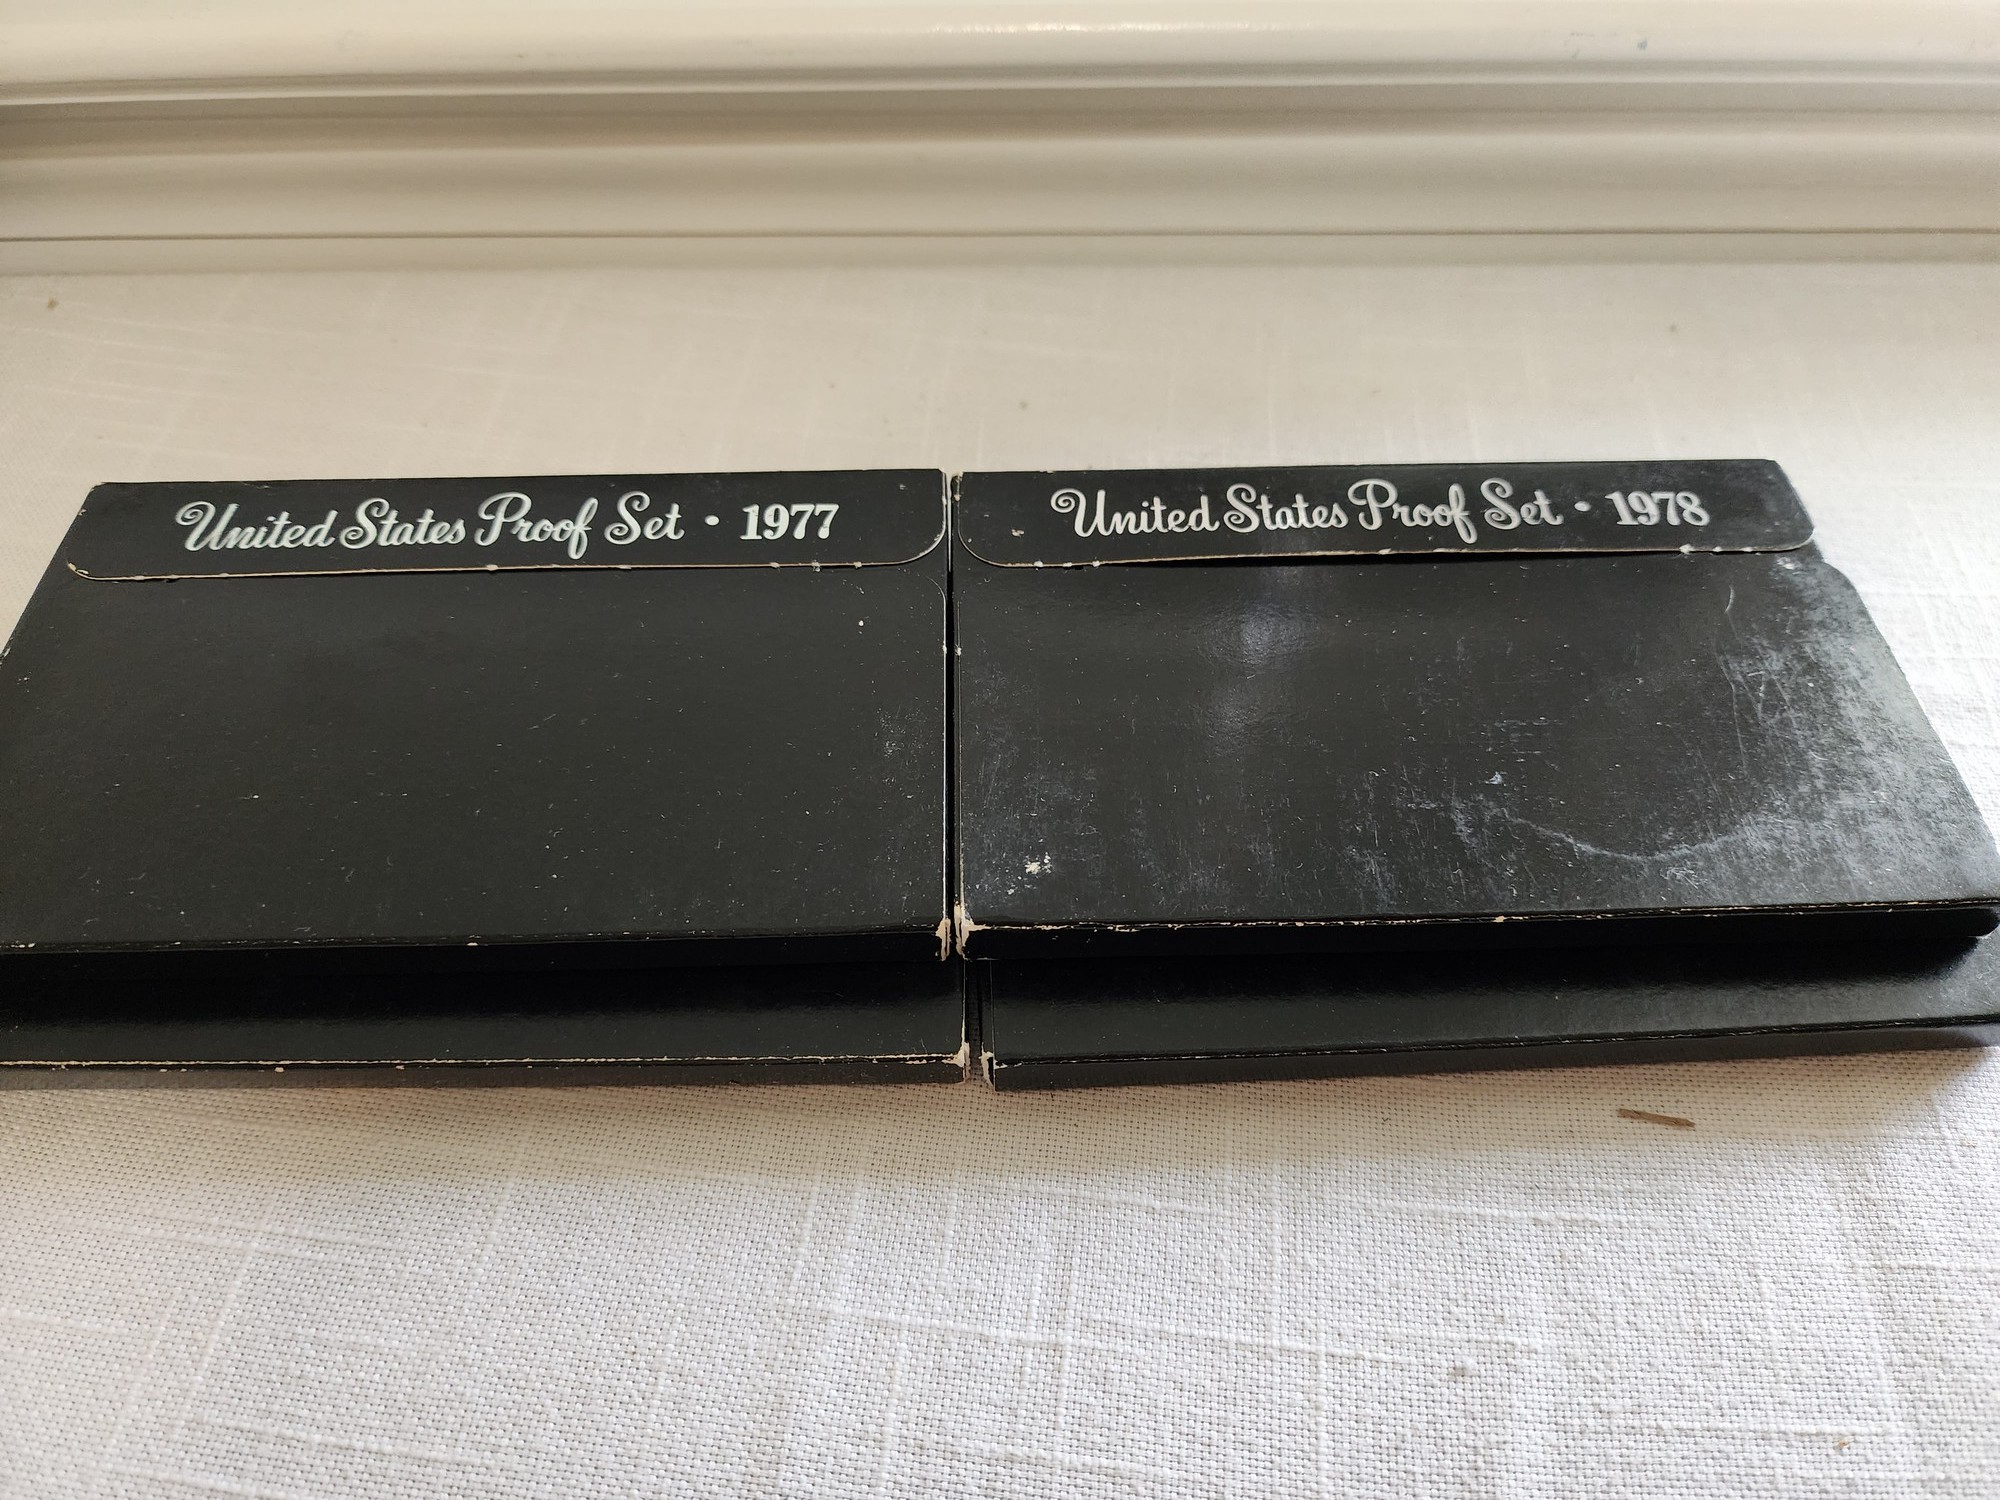 United States Proof Set • 1977
United States Proof Set • 1978